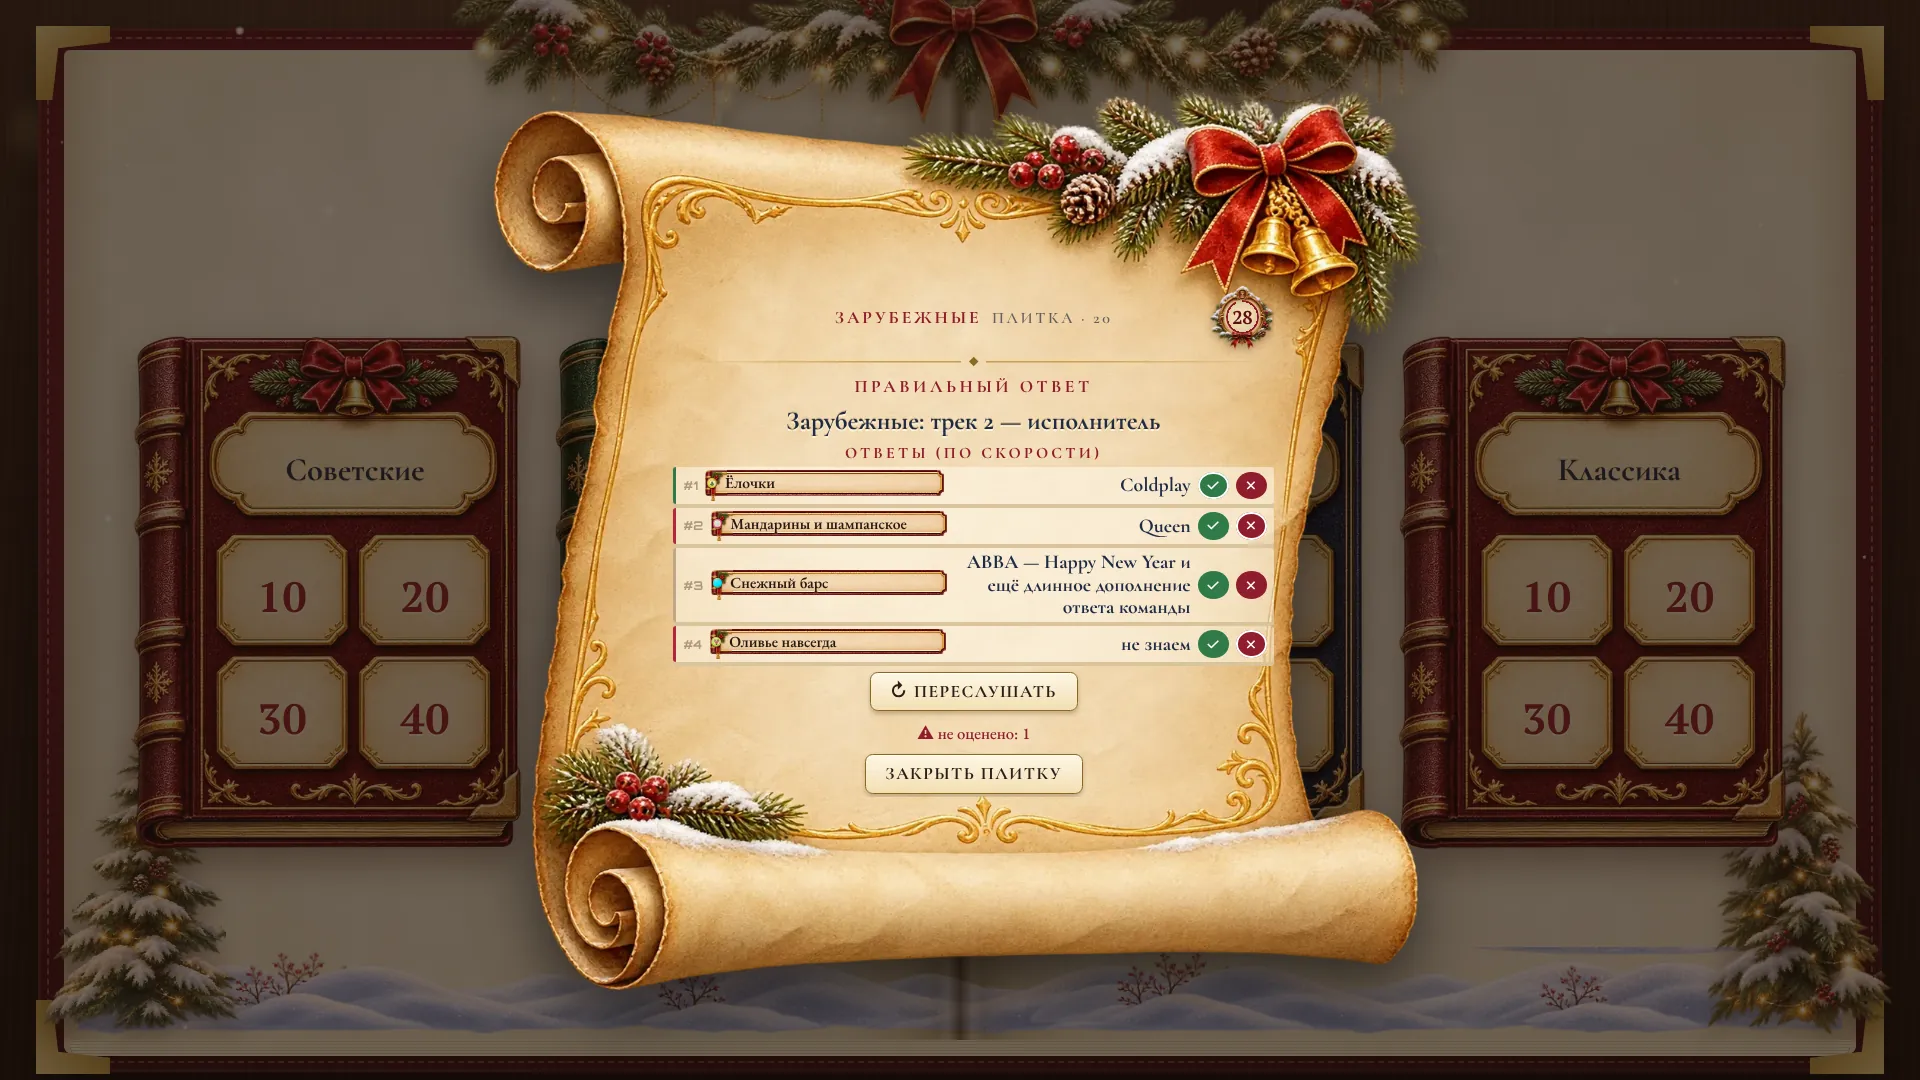 ЗАРУБЕЖНЫЕ ПЛИТКА · 20
28
ПРАВИЛЬНЫЙ ОТВЕТ
Зарубежные: трек 2 — исполнитель
ОТВЕТЫ (ПО СКОРОСТИ)
#1 Ёлочки Coldplay
#2 Мандарины и шампанское Queen
#3 Снежный барс ABBA — Happy New Year и
ещё длинное дополнение
ответа команды
#4 Оливье навсегда не знаем
ПЕРЕСЛУШАТЬ
не оценено: 1
ЗАКРЫТЬ ПЛИТКУ
Советские
10 20
30 40
Классика
10 20
30 40